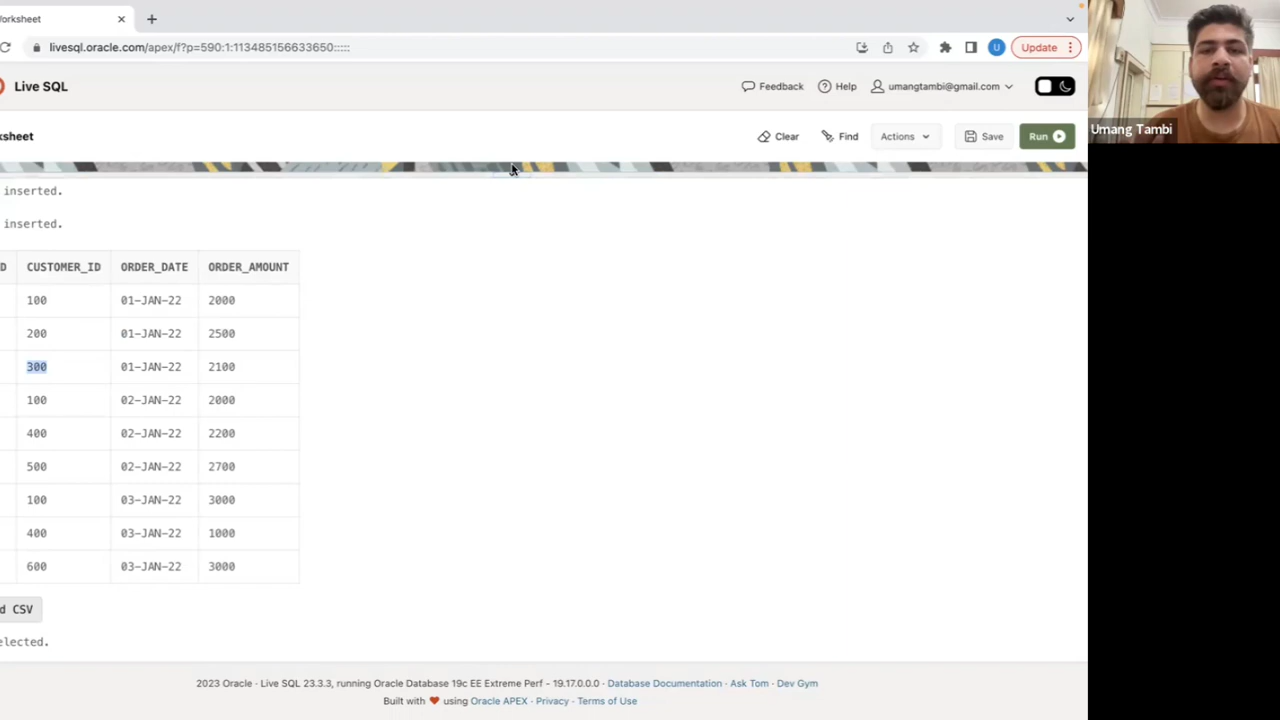 orksheet
livesql.oracle.com/apex/f?p=590:1:113485156633650:::::
U
Update
Live SQL
Feedback
Help
umangtambi@gmail.com
ksheet
Clear
Find
Actions
Save
Run
Umang Tambi
inserted.
inserted.
D CUSTOMER_ID ORDER_DATE ORDER_AMOUNT
100 01-JAN-22 2000
200 01-JAN-22 2500
300 01-JAN-22 2100
100 02-JAN-22 2000
400 02-JAN-22 2200
500 02-JAN-22 2700
100 03-JAN-22 3000
400 03-JAN-22 1000
600 03-JAN-22 3000
d CSV
elected.
2023 Oracle · Live SQL 23.3.3, running Oracle Database 19c EE Extreme Perf - 19.17.0.0.0 · Database Documentation · Ask Tom · Dev Gym
Built with ❤ using Oracle APEX · Privacy · Terms of Use